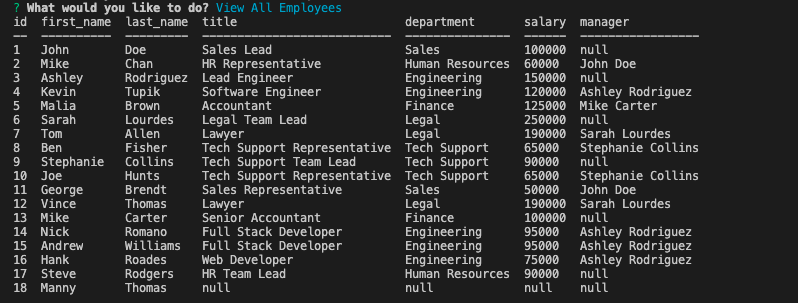 ? What would you like to do? View All Employees
id first_name last_name title department salary manager
-- ---------- --------- --------------------------- --------------- ------ -----------------
1 John Doe Sales Lead Sales 100000 null
2 Mike Chan HR Representative Human Resources 60000 John Doe
3 Ashley Rodriguez Lead Engineer Engineering 150000 null
4 Kevin Tupik Software Engineer Engineering 120000 Ashley Rodriguez
5 Malia Brown Accountant Finance 125000 Mike Carter
6 Sarah Lourdes Legal Team Lead Legal 250000 null
7 Tom Allen Lawyer Legal 190000 Sarah Lourdes
8 Ben Fisher Tech Support Representative Tech Support 65000 Stephanie Collins
9 Stephanie Collins Tech Support Team Lead Tech Support 90000 null
10 Joe Hunts Tech Support Representative Tech Support 65000 Stephanie Collins
11 George Brendt Sales Representative Sales 50000 John Doe
12 Vince Thomas Lawyer Legal 190000 Sarah Lourdes
13 Mike Carter Senior Accountant Finance 100000 null
14 Nick Romano Full Stack Developer Engineering 95000 Ashley Rodriguez
15 Andrew Williams Full Stack Developer Engineering 95000 Ashley Rodriguez
16 Hank Roades Web Developer Engineering 75000 Ashley Rodriguez
17 Steve Rodgers HR Team Lead Human Resources 90000 null
18 Manny Thomas null null null null